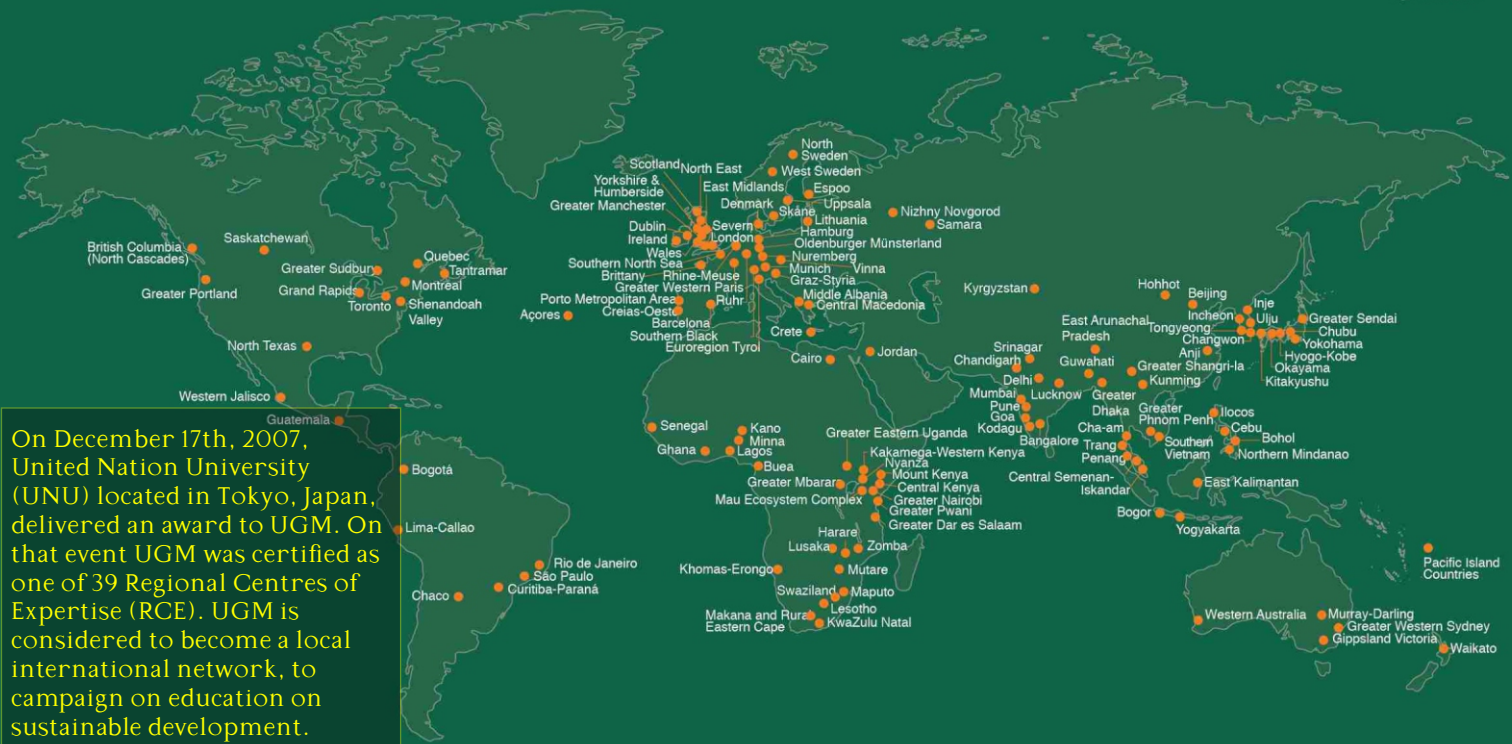 North
Sweden
Scotland
North East
West Sweden
Yorkshire &
Humberside
East Midlands
Espoo
Greater Manchester
Denmark
Uppsala
Skåne
Nizhny Novgorod
Dublin
Severn
Lithuania
Samara
Ireland
London
Hamburg
Wales
Oldenburger Münsterland
Southern North Sea
Nuremberg
Brittany
Rhine-Meuse
Munich
Vinna
Greater Western Paris
Graz-Styria
Porto Metropolitan Area
Ruhr
Middle Albania
Creias-Oeste
Central Macedonia
Açores
Barcelona
Crete
Southern Black
Euroregion Tyrol
Cairo
Jordan
British Columbia
(North Cascades)
Saskatchewan
Quebec
Greater Sudbury
Tantramar
Greater Portland
Grand Rapids
Montreal
Toronto
Shenandoah
Valley
North Texas
Western Jalisco
Guatemala
Bogotá
Lima-Callao
Rio de Janeiro
São Paulo
Curitiba-Paraná
Chaco
Kyrgyzstan
Hohhot
Beijing
Inje
Incheon
Ulju
Greater Sendai
East Arunachal
Pradesh
Tongyeong
Chubu
Changwon
Yokohama
Srinagar
Anji
Hyogo-Kobe
Chandigarh
Guwahati
Okayama
Greater Shangri-la
Kitakyushu
Delhi
Kunming
Mumbai
Lucknow
Greater
Dhaka
Pune
Goa
Greater
Phnom Penh
Ilocos
Kodagu
Cha-am
Cebu
Bangalore
Trang
Southern
Vietnam
Bohol
Penang
Northern Mindanao
Central Semenan-
Iskandar
East Kalimantan
Bogor
Yogyakarta
Senegal
Kano
Minna
Ghana
Lagos
Greater Eastern Uganda
Kakamega-Western Kenya
Buea
Nyanza
Greater Mbarara
Mount Kenya
Central Kenya
Mau Ecosystem Complex
Greater Nairobi
Greater Pwani
Greater Dar es Salaam
Harare
Lusaka
Zomba
Khomas-Erongo
Mutare
Swaziland
Maputo
Lesotho
Makana and Rural
Eastern Cape
KwaZulu Natal
Pacific Island
Countries
Western Australia
Murray-Darling
Greater Western Sydney
Gippsland Victoria
Waikato
On December 17th, 2007,
United Nation University
(UNU) located in Tokyo, Japan,
delivered an award to UGM. On
that event UGM was certified as
one of 39 Regional Centres of
Expertise (RCE). UGM is
considered to become a local
international network, to
campaign on education on
sustainable development.